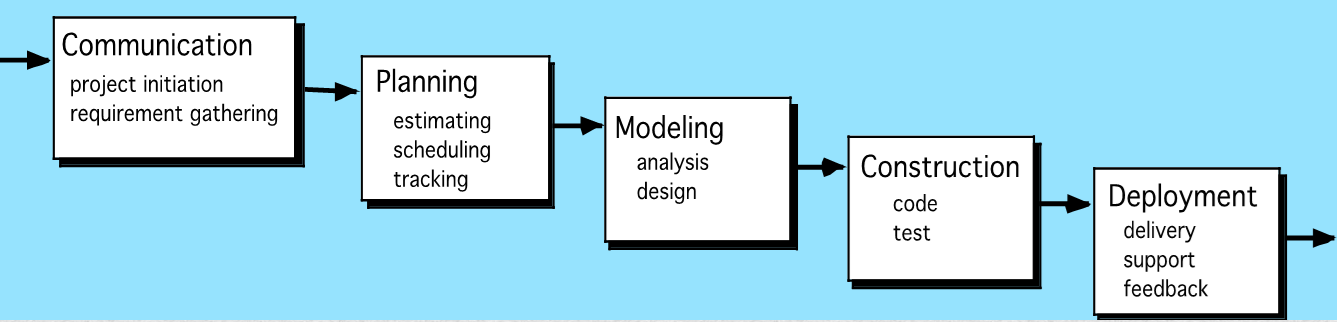 Communication
project initiation
requirement gathering
Planning
estimating
scheduling
tracking
Modeling
analysis
design
Construction
code
test
Deployment
delivery
support
feedback